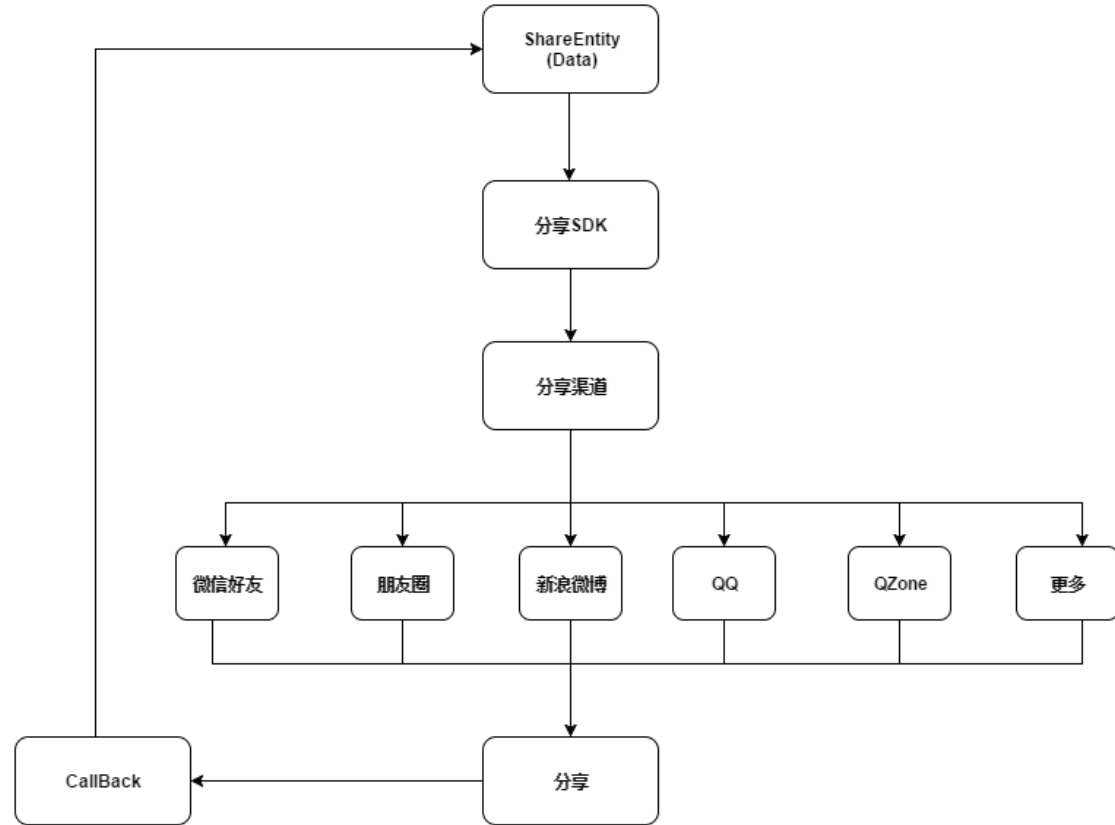 ShareEntity
(Data)
分享SDK
分享渠道
微信好友
朋友圈
新浪微博
QQ
QZone
更多
CallBack
分享